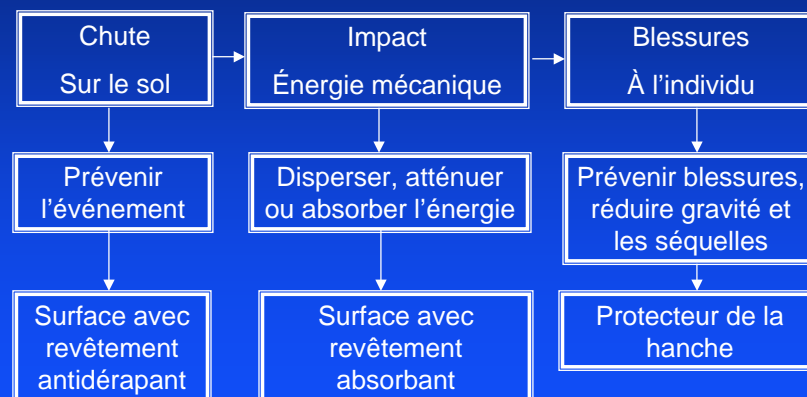 Chute
Sur le sol
Impact
Énergie mécanique
Blessures
À l'individu
Prévenir
l'événement
Disperser, atténuer
ou absorber l'énergie
Prévenir blessures,
réduire gravité et
les séquelles
Surface avec
revêtement
antidérapant
Surface avec
revêtement
absorbant
Protecteur de la
hanche